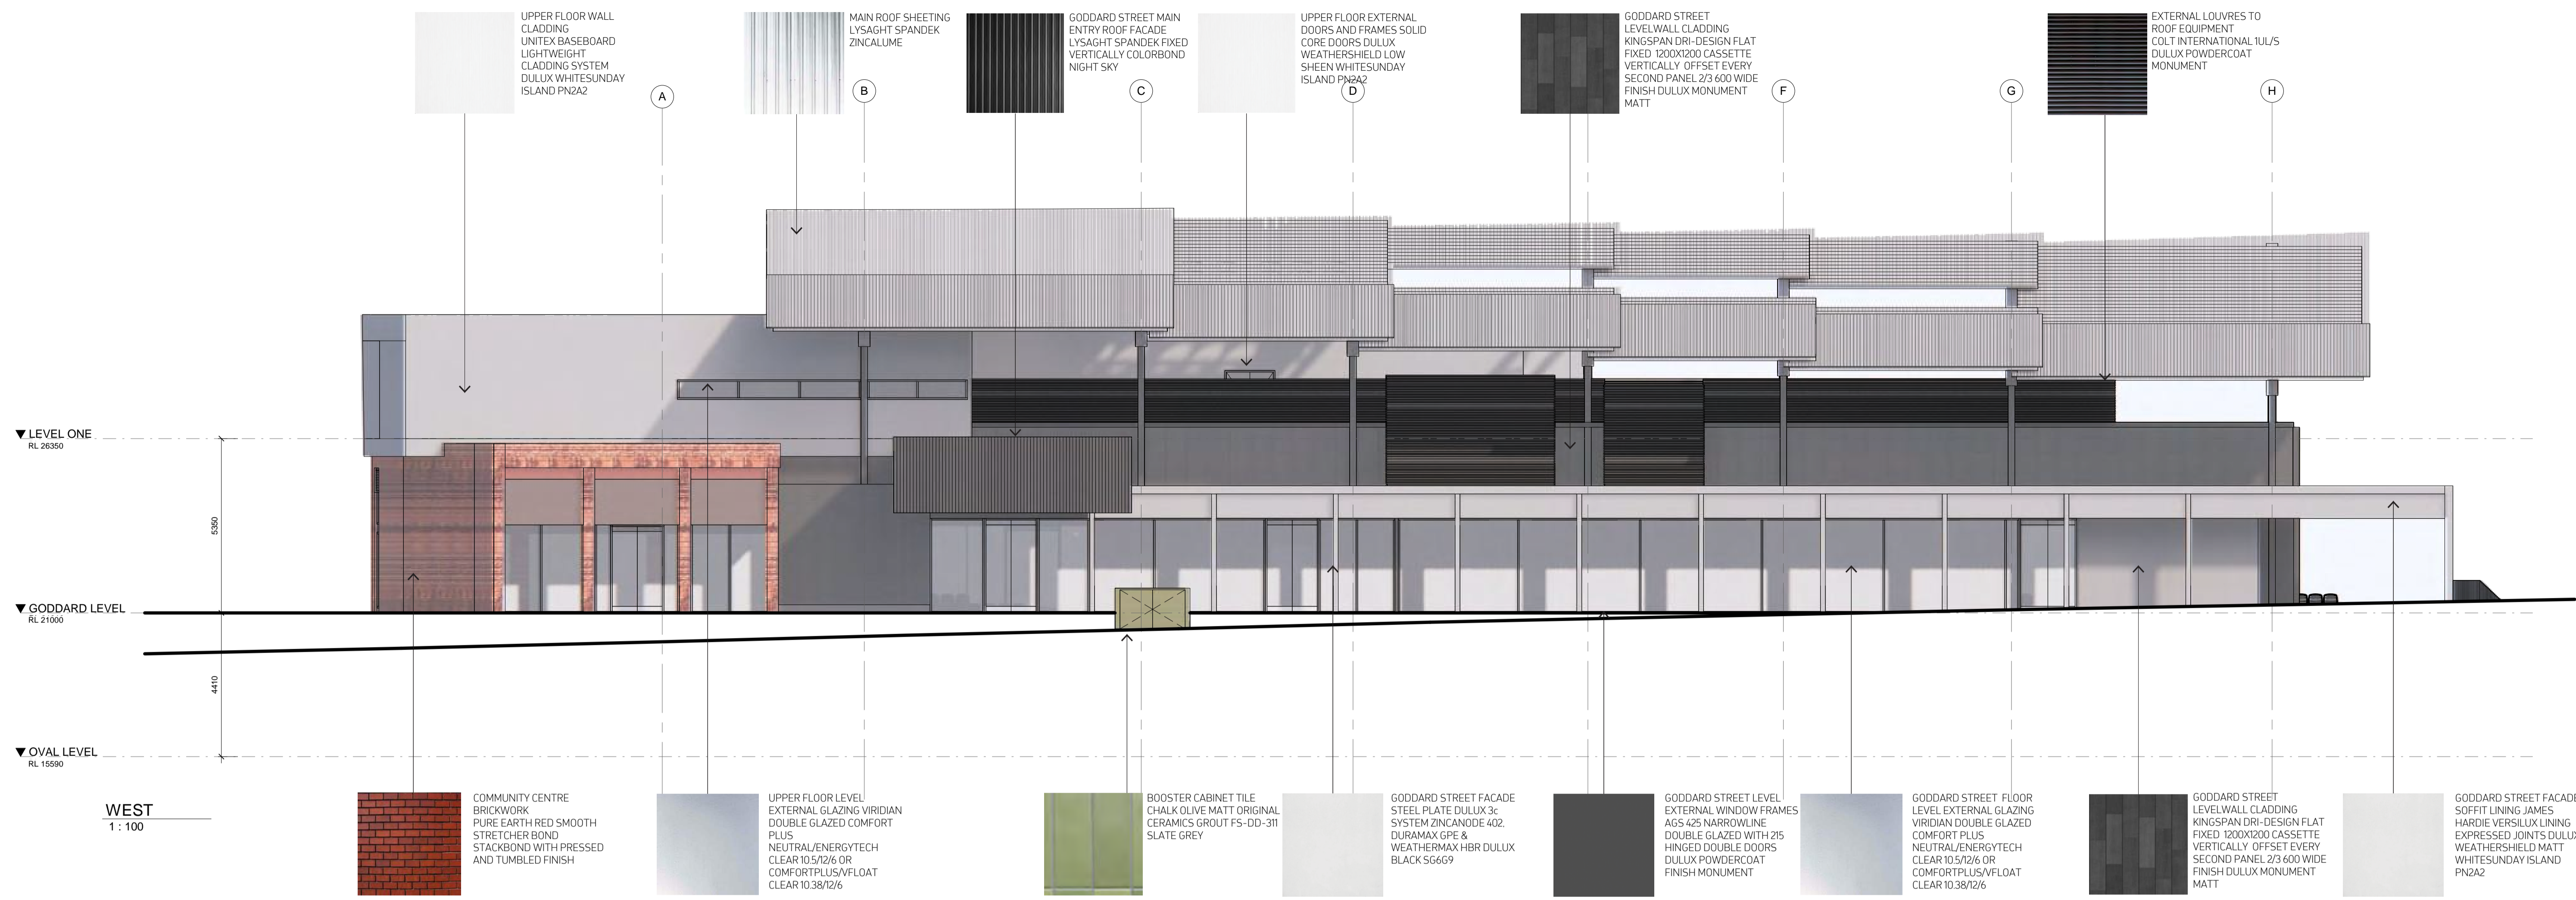 UPPER FLOOR WALL
CLADDING
UNITEX BASEBOARD
LIGHTWEIGHT
CLADDING SYSTEM
DULUX WHITESUNDAY
ISLAND PN2A2
MAIN ROOF SHEETING
LYSAGHT SPANDEK
ZINCALUME
GODDARD STREET MAIN
ENTRY ROOF FACADE
LYSAGHT SPANDEK FIXED
VERTICALLY COLORBOND
NIGHT SKY
UPPER FLOOR EXTERNAL
DOORS AND FRAMES SOLID
CORE DOORS DULUX
WEATHERSHIELD LOW
SHEEN WHITESUNDAY
ISLAND PN2A2
GODDARD STREET
LEVELWALL CLADDING
KINGSPAN DRI-DESIGN FLAT
FIXED 1200X1200 CASSETTE
VERTICALLY OFFSET EVERY
SECOND PANEL 2/3 600 WIDE
FINISH DULUX MONUMENT
MATT
EXTERNAL LOUVRES TO
ROOF EQUIPMENT
COLT INTERNATIONAL 1UL/S
DULUX POWDERCOAT
MONUMENT
A
B
C
D
F
G
H
LEVEL ONE
RL 26350
5350
GODDARD LEVEL
RL 21000
4410
OVAL LEVEL
RL 15590
WEST
1 : 100
COMMUNITY CENTRE
BRICKWORK
PURE EARTH RED SMOOTH
STRETCHER BOND
STACKBOND WITH PRESSED
AND TUMBLED FINISH
UPPER FLOOR LEVEL
EXTERNAL GLAZING VIRIDIAN
DOUBLE GLAZED COMFORT
PLUS
NEUTRAL/ENERGYTECH
CLEAR 10.5/12/6 OR
COMFORTPLUS/VFLOAT
CLEAR 10.38/12/6
BOOSTER CABINET TILE
CHALK OLIVE MATT ORIGINAL
CERAMICS GROUT FS-DD-311
SLATE GREY
GODDARD STREET FACADE
STEEL PLATE DULUX 3c
SYSTEM ZINCANODE 402,
DURAMAX GPE &
WEATHERMAX HBR DULUX
BLACK SG6G9
GODDARD STREET LEVEL
EXTERNAL WINDOW FRAMES
AGS 425 NARROWLINE
DOUBLE GLAZED WITH 215
HINGED DOUBLE DOORS
DULUX POWDERCOAT
FINISH MONUMENT
GODDARD STREET FLOOR
LEVEL EXTERNAL GLAZING
VIRIDIAN DOUBLE GLAZED
COMFORT PLUS
NEUTRAL/ENERGYTECH
CLEAR 10.5/12/6 OR
COMFORTPLUS/VFLOAT
CLEAR 10.38/12/6
GODDARD STREET
LEVELWALL CLADDING
KINGSPAN DRI-DESIGN FLAT
FIXED 1200X1200 CASSETTE
VERTICALLY OFFSET EVERY
SECOND PANEL 2/3 600 WIDE
FINISH DULUX MONUMENT
MATT
GODDARD STREET FACADE
SOFFIT LINING JAMES
HARDIE VERSILUX LINING
EXPRESSED JOINTS DULUX
WEATHERSHIELD MATT
WHITESUNDAY ISLAND
PN2A2